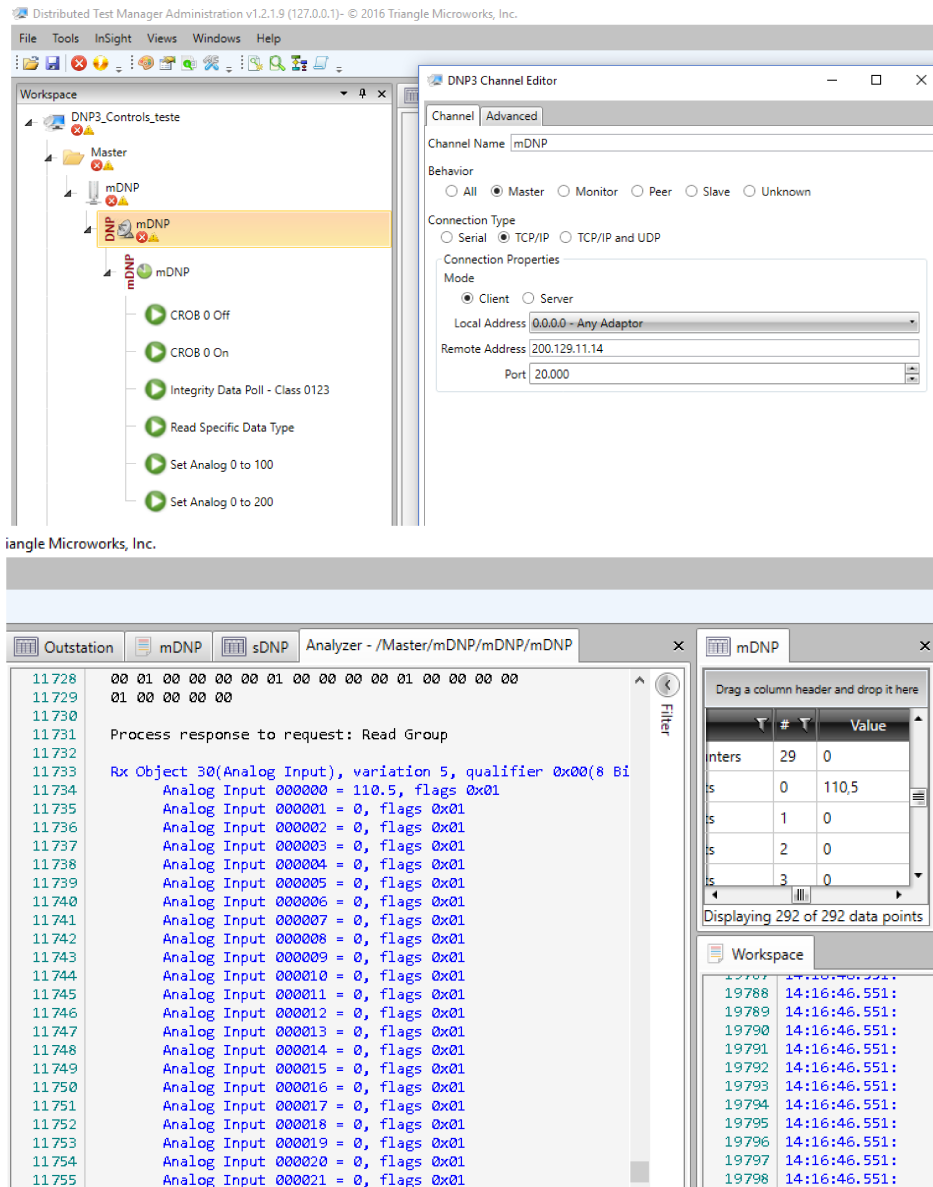 Distributed Test Manager Administration v1.2.1.9 (127.0.0.1)- © 2016 Triangle Microworks, Inc.
File Tools InSight Views Windows Help
Workspace
DNP3_Controls_teste
Master
mDNP
DNP mDNP
mDNP mDNP
CROB 0 Off
CROB 0 On
Integrity Data Poll - Class 0123
Read Specific Data Type
Set Analog 0 to 100
Set Analog 0 to 200
DNP3 Channel Editor
Channel Advanced
Channel Name mDNP
Behavior
All Master Monitor Peer Slave Unknown
Connection Type
Serial TCP/IP TCP/IP and UDP
Connection Properties
Mode
Client Server
Local Address 0.0.0.0 - Any Adaptor
Remote Address 200.129.11.14
Port 20.000
iangle Microworks, Inc.
Outstation mDNP sDNP Analyzer - /Master/mDNP/mDNP/mDNP
11728 00 01 00 00 00 00 01 00 00 00 00 01 00 00 00 00
11729 01 00 00 00 00
11730
11731 Process response to request: Read Group
11732
11733 Rx Object 30(Analog Input), variation 5, qualifier 0x00(8 Bi
11734 Analog Input 000000 = 110.5, flags 0x01
11735 Analog Input 000001 = 0, flags 0x01
11736 Analog Input 000002 = 0, flags 0x01
11737 Analog Input 000003 = 0, flags 0x01
11738 Analog Input 000004 = 0, flags 0x01
11739 Analog Input 000005 = 0, flags 0x01
11740 Analog Input 000006 = 0, flags 0x01
11741 Analog Input 000007 = 0, flags 0x01
11742 Analog Input 000008 = 0, flags 0x01
11743 Analog Input 000009 = 0, flags 0x01
11744 Analog Input 000010 = 0, flags 0x01
11745 Analog Input 000011 = 0, flags 0x01
11746 Analog Input 000012 = 0, flags 0x01
11747 Analog Input 000013 = 0, flags 0x01
11748 Analog Input 000014 = 0, flags 0x01
11749 Analog Input 000015 = 0, flags 0x01
11750 Analog Input 000016 = 0, flags 0x01
11751 Analog Input 000017 = 0, flags 0x01
11752 Analog Input 000018 = 0, flags 0x01
11753 Analog Input 000019 = 0, flags 0x01
11754 Analog Input 000020 = 0, flags 0x01
11755 Analog Input 000021 = 0, flags 0x01
Filter
mDNP
Drag a column header and drop it here
# Value
inters 29 0
ts 0 110,5
ts 1 0
ts 2 0
ts 3 0
Displaying 292 of 292 data points
Workspace
19788 14:16:46.551:
19789 14:16:46.551:
19790 14:16:46.551:
19791 14:16:46.551:
19792 14:16:46.551:
19793 14:16:46.551:
19794 14:16:46.551:
19795 14:16:46.551:
19796 14:16:46.551:
19797 14:16:46.551:
19798 14:16:46.551: